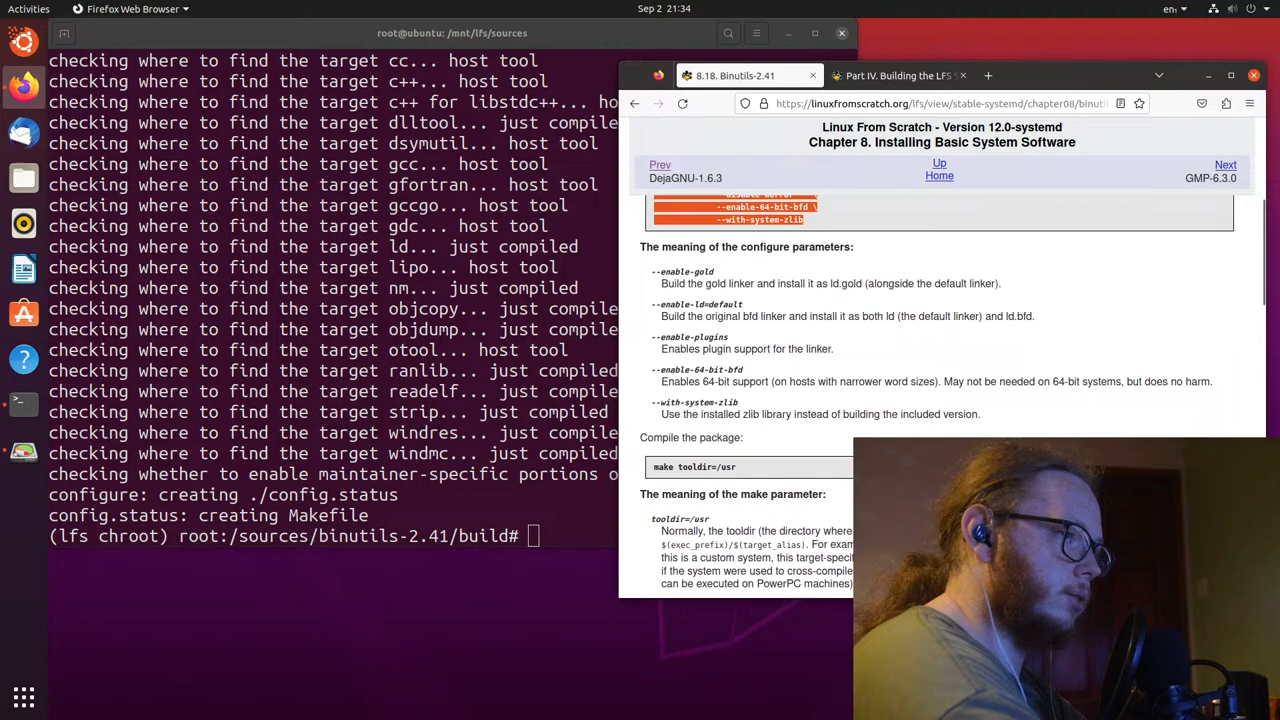 Activities
Firefox Web Browser
Sep 2 21:34
en
root@ubuntu: /mnt/lfs/sources
checking where to find the target cc... host tool
checking where to find the target c++... host tool
checking where to find the target c++ for libstdc++... ho
checking where to find the target dlltool... just compile
checking where to find the target dsymutil... host tool
checking where to find the target gcc... host tool
checking where to find the target gfortran... host tool
checking where to find the target gccgo... host tool
checking where to find the target gdc... host tool
checking where to find the target ld... just compiled
checking where to find the target lipo... host tool
checking where to find the target nm... just compiled
checking where to find the target objcopy... just compiled
checking where to find the target objdump... just compiled
checking where to find the target otool... host tool
checking where to find the target ranlib... just compiled
checking where to find the target readelf... just compile
checking where to find the target strip... just compiled
checking where to find the target windres... just compile
checking where to find the target windmc... just compiled
checking whether to enable maintainer-specific portions o
configure: creating ./config.status
config.status: creating Makefile
(lfs chroot) root:/sources/binutils-2.41/build#
8.18. Binutils-2.41
Part IV. Building the LFS S
https://linuxfromscratch.org/lfs/view/stable-systemd/chapter08/binuti
Linux From Scratch - Version 12.0-systemd
Chapter 8. Installing Basic System Software
Prev
DejaGNU-1.6.3
Up
Home
Next
GMP-6.3.0
--enable-64-bit-bfd \
--with-system-zlib
The meaning of the configure parameters:
--enable-gold
Build the gold linker and install it as ld.gold (alongside the default linker).
--enable-ld=default
Build the original bfd linker and install it as both ld (the default linker) and ld.bfd.
--enable-plugins
Enables plugin support for the linker.
--enable-64-bit-bfd
Enables 64-bit support (on hosts with narrower word sizes). May not be needed on 64-bit systems, but does no harm.
--with-system-zlib
Use the installed zlib library instead of building the included version.
Compile the package:
make tooldir=/usr
The meaning of the make parameter:
tooldir=/usr
Normally, the tooldir (the directory where
$(exec_prefix)/$(target_alias). For exam
this is a custom system, this target-specif
if the system were used to cross-compile
can be executed on PowerPC machines)